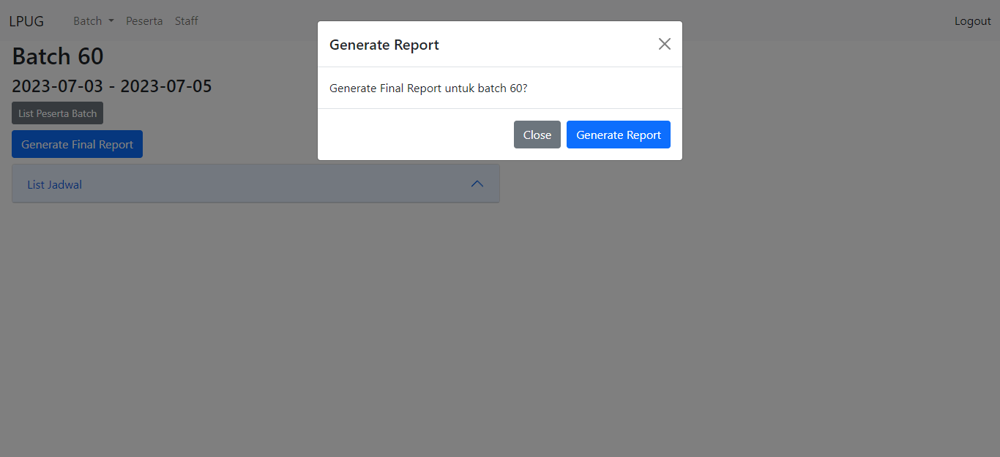 LPUG Batch Peserta Staff Logout
Batch 60
2023-07-03 - 2023-07-05
List Peserta Batch
Generate Final Report
List Jadwal
Generate Report
Generate Final Report untuk batch 60?
Close Generate Report